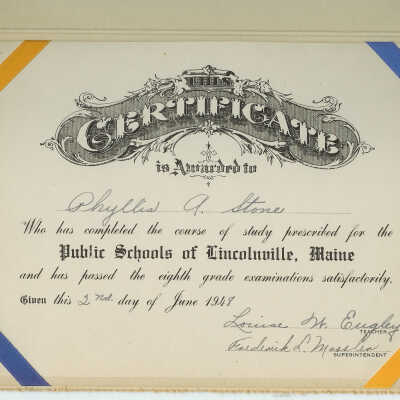 THIS
CERTIFICATE
is Awarded to
Phyllis A. Stone
Who has completed the course of study prescribed for the
Public Schools of Lincolnville, Maine
and has passed the eighth grade examinations satisfactorily.
Given this 2nd. day of June 1948
Louise W. Eugley
TEACHER
Frederick L.
SUPERINTENDENT